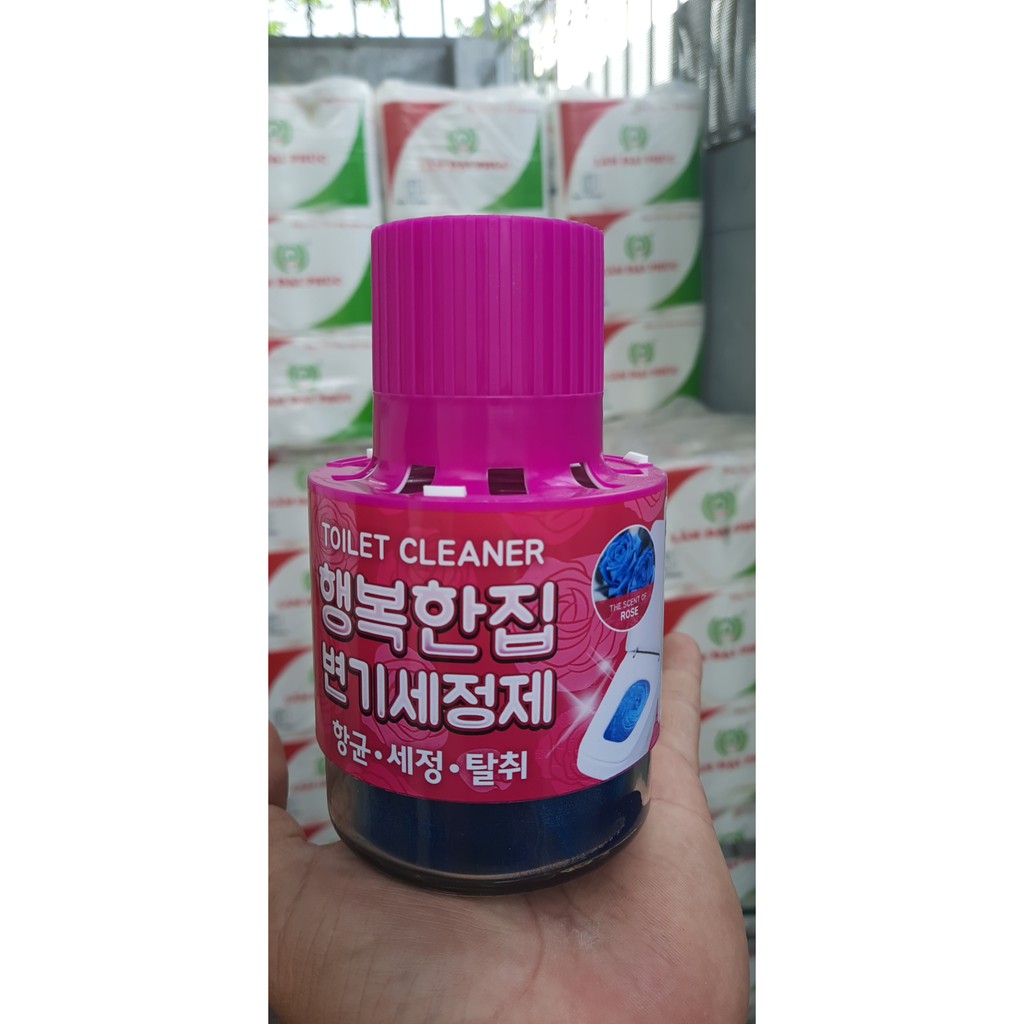 TOILET CLEANER
행복한집
변기세정제
항균·세정·탈취
THE SCENT OF
ROSE